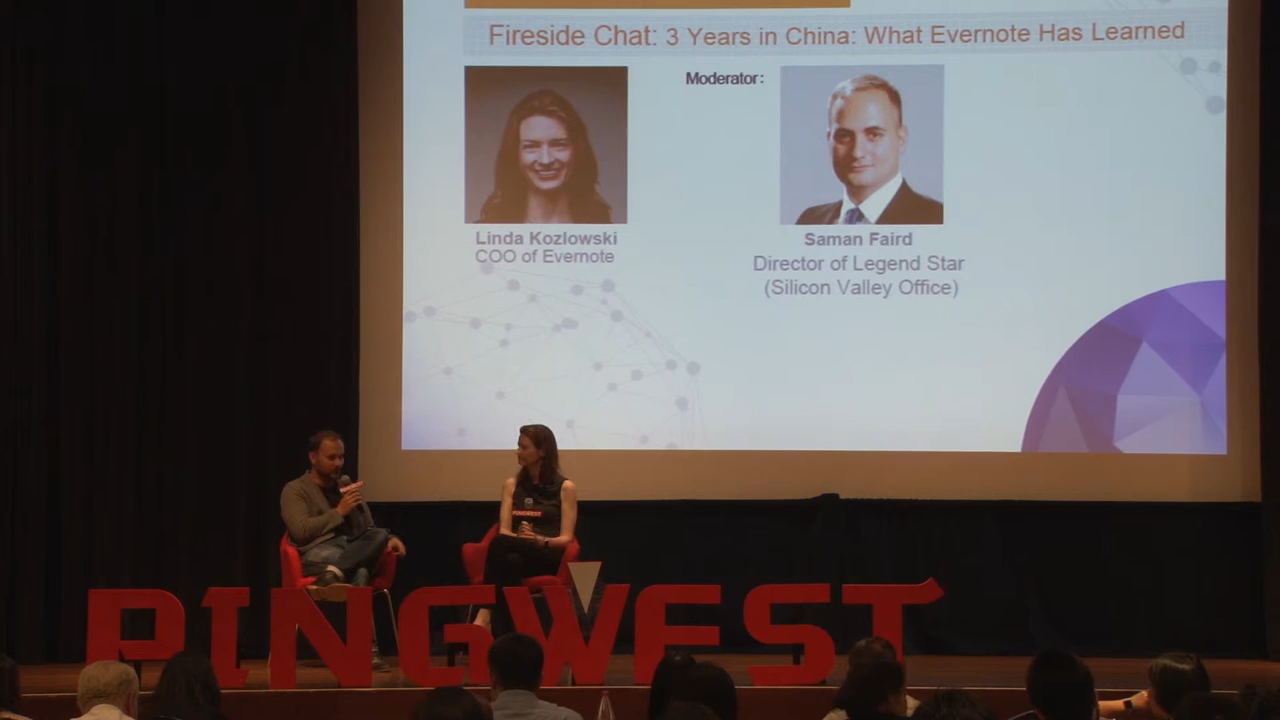 Fireside Chat: 3 Years in China: What Evernote Has Learned
Moderator:
Linda Kozlowski
COO of Evernote
Saman Faird
Director of Legend Star
(Silicon Valley Office)
PINGWEST
PINGWEST